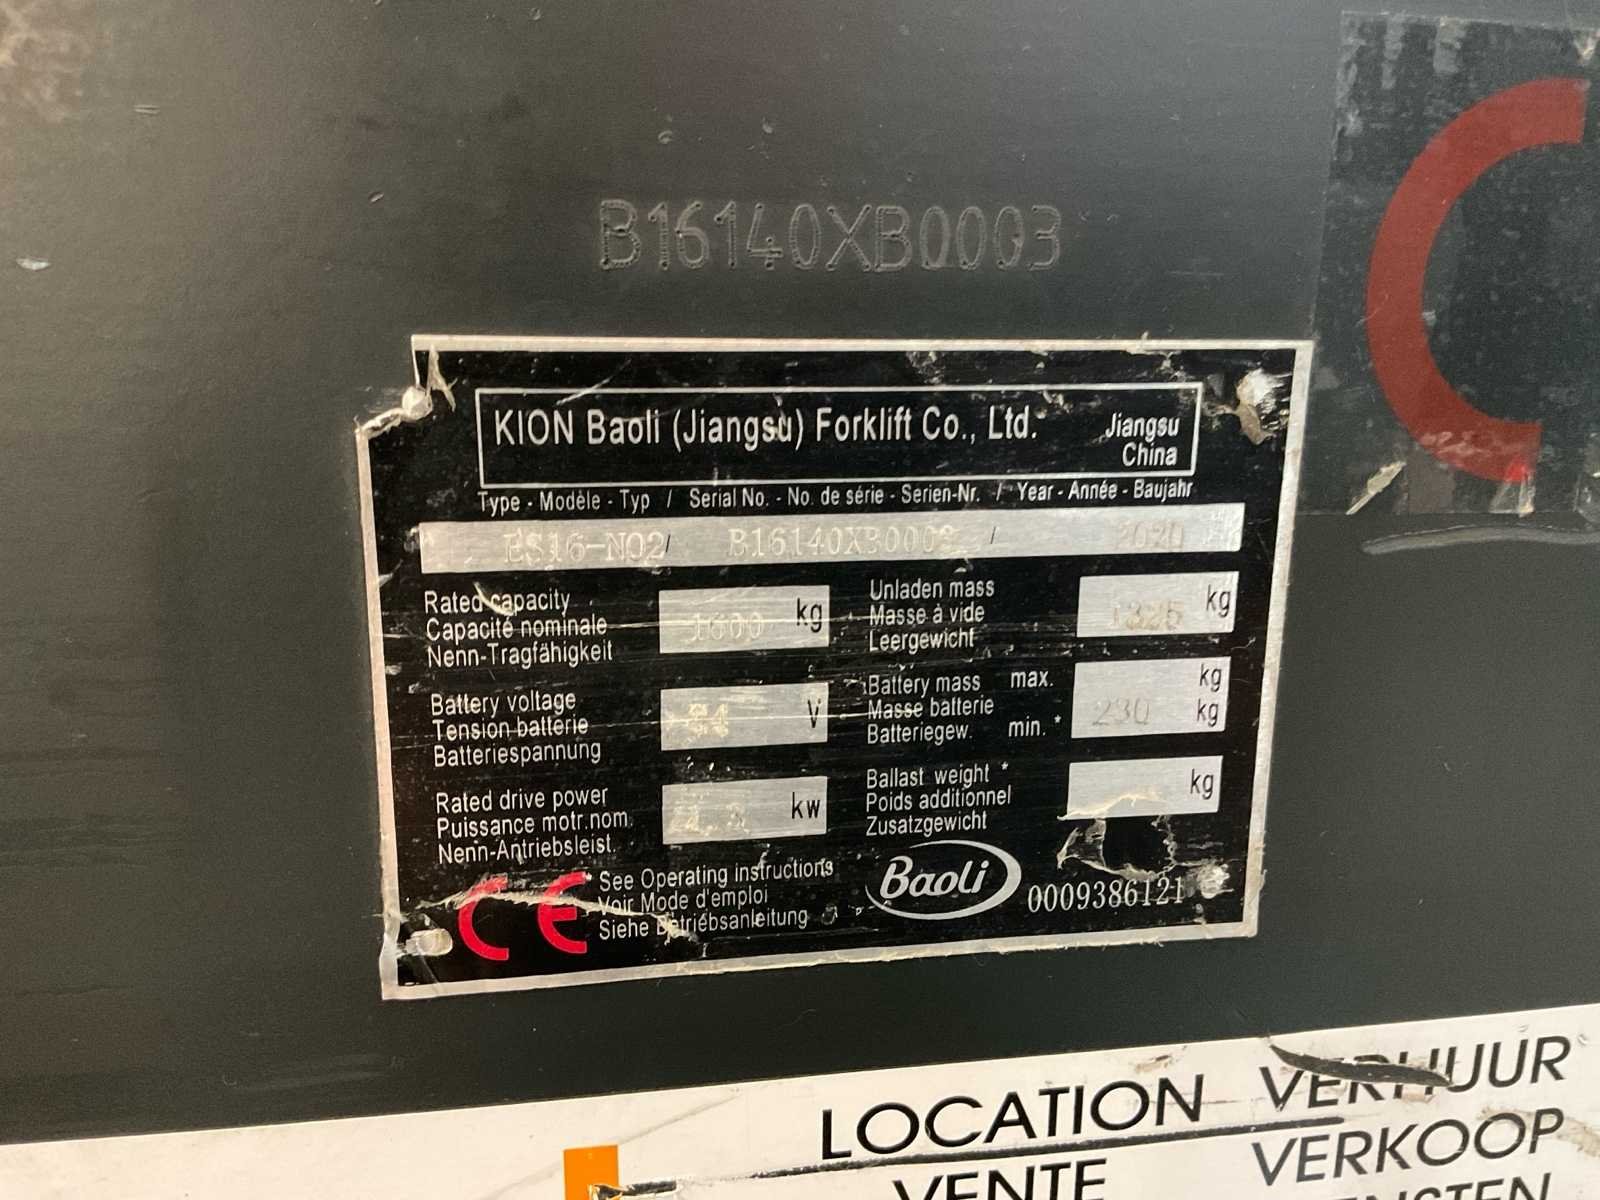 B16140XB0003
KION Baoli (Jiangsu) Forklift Co., Ltd. Jiangsu China
Type - Modèle - Typ / Serial No. - No. de série - Serien-Nr. / Year - Année - Baujahr
ES16-N02/ B16140XB0003 / 2020
Rated capacity
Capacité nominale
Nenn-Tragfähigkeit
1600 kg
Unladen mass
Masse à vide
Leergewicht
1325 kg
Battery voltage
Tension batterie
Batteriespannung
V
Battery mass max. kg
Masse batterie
Batteriegew. min. * 230 kg
Rated drive power
Puissance motr.nom.
Nenn-Antriebsleist.
kw
Ballast weight *
Poids additionnel
Zusatzgewicht
kg
CE
* See Operating instructions
Voir Mode d'emploi
Siehe Betriebsanleitung
Baoli
0009386121
LOCATION VERHUUR
VENTE VERKOOP